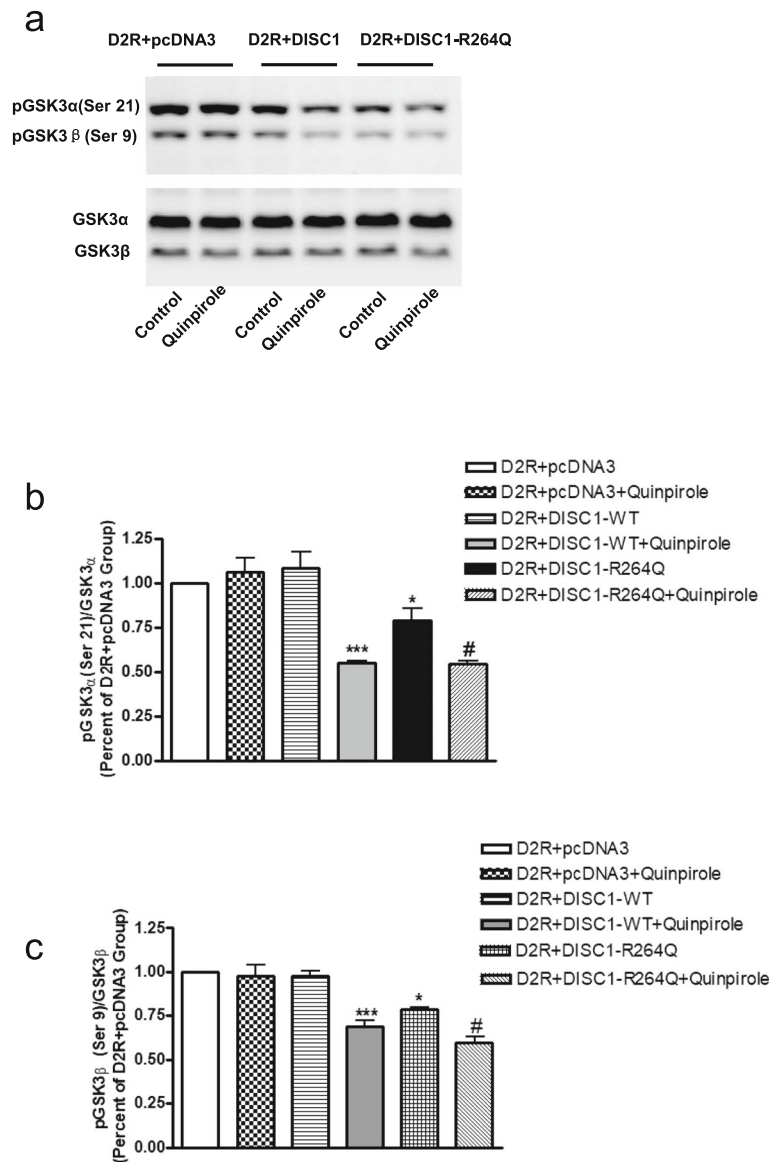 a
D2R+pcDNA3 D2R+DISC1 D2R+DISC1-R264Q
pGSK3α(Ser 21)
pGSK3β(Ser 9)
GSK3α
GSK3β
Control
Quinpirole
Control
Quinpirole
Control
Quinpirole
b
D2R+pcDNA3
D2R+pcDNA3+Quinpirole
D2R+DISC1-WT
D2R+DISC1-WT+Quinpirole
D2R+DISC1-R264Q
D2R+DISC1-R264Q+Quinpirole
pGSK3α(Ser 21)/GSK3α
(Percent of D2R+pcDNA3 Group)
1.25
1.00
0.75
0.50
0.25
0.00
***
*
#
c
D2R+pcDNA3
D2R+pcDNA3+Quinpirole
D2R+DISC1-WT
D2R+DISC1-WT+Quinpirole
D2R+DISC1-R264Q
D2R+DISC1-R264Q+Quinpirole
pGSK3β (Ser 9)/GSK3β
(Percent of D2R+pcDNA3 Group)
1.25
1.00
0.75
0.50
0.25
0.00
***
*
#